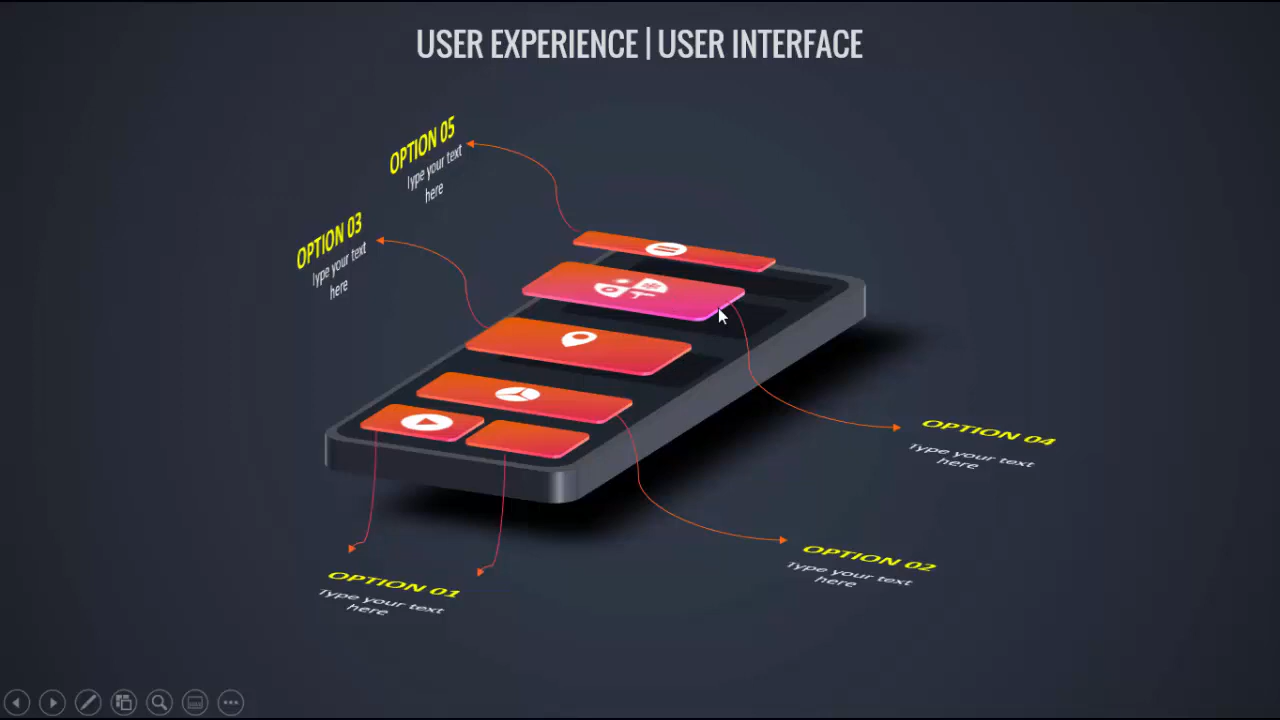 USER EXPERIENCE | USER INTERFACE
OPTION 05
Type your text
here
OPTION 03
Type your text
here
OPTION 04
Type your text
here
OPTION 02
Type your text
here
OPTION 01
Type your text
here